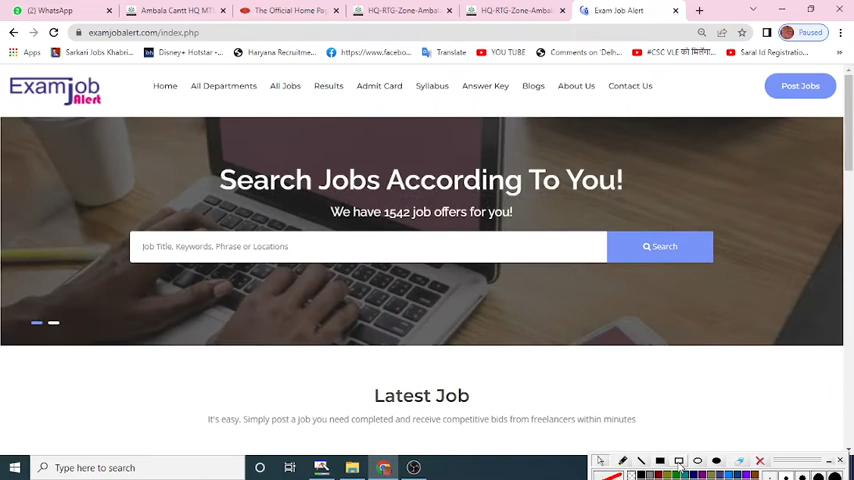 (2) WhatsApp
Ambala Cantt HQ MT
The Official Home Pa
HQ-RTG-Zone-Ambal
HQ-RTG-Zone-Ambal
Exam Job Alert
examjobalert.com/index.php
Paused
Apps
Sarkari Jobs Khabri...
Disney+ Hotstar -...
Haryana Recruitme...
https://www.facebo...
Translate
YOU TUBE
Comments on 'Delh...
#CSC VLE को मिलेंगे...
Saral Id Registratio...
Examjob
Alert
Home
All Departments
All Jobs
Results
Admit Card
Syllabus
Answer Key
Blogs
About Us
Contact Us
Post Jobs
Search Jobs According To You!
We have 1542 job offers for you!
Job Title, Keywords, Phrase or Locations
Search
Latest Job
It's easy. Simply post a job you need completed and receive competitive bids from freelancers within minutes
Type here to search